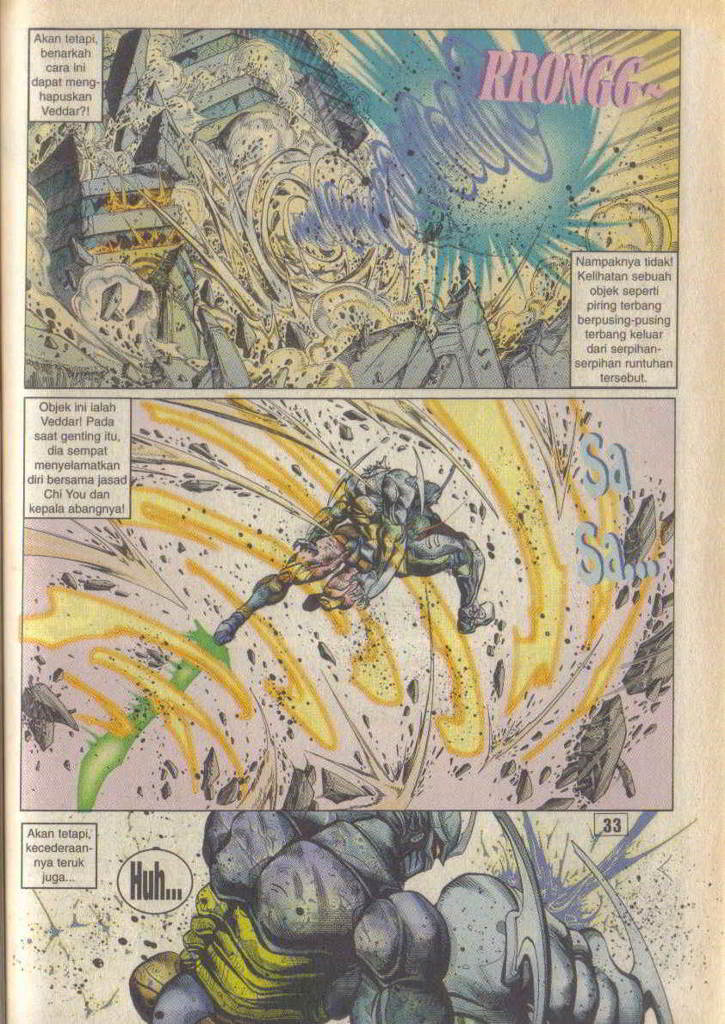 Akan tetapi,
benarkah
cara ini
dapat meng-
hapuskan
Veddar?!
RRONGG~
Nampaknya tidak!
Kelihatan sebuah
objek seperti
piring terbang
berpusing-pusing
terbang keluar
dari serpihan-
serpihan runtuhan
tersebut.
Objek ini ialah
Veddar! Pada
saat genting itu,
dia sempat
menyelamatkan
diri bersama jasad
Chi You dan
kepala abangnya!
Sa
Sa...
33
Akan tetapi,
kecederaan-
nya teruk
juga...
Huh...